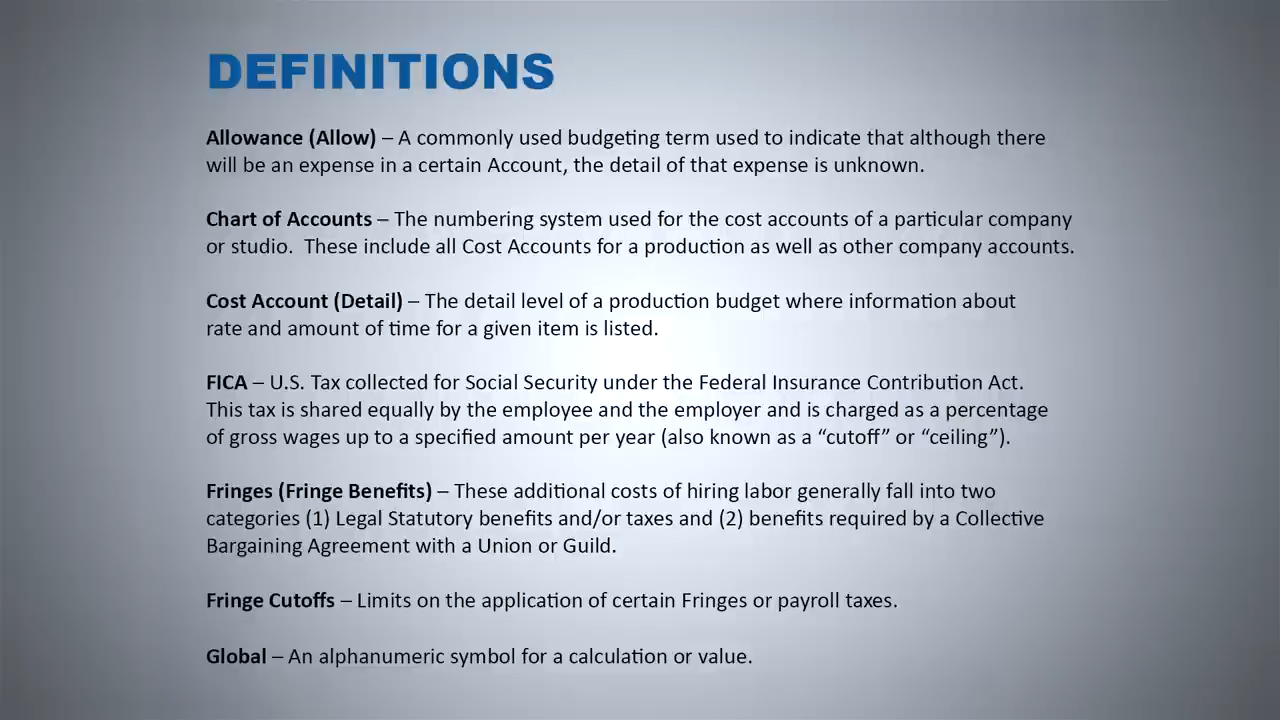 DEFINITIONS
Allowance (Allow) – A commonly used budgeting term used to indicate that although there
will be an expense in a certain Account, the detail of that expense is unknown.
Chart of Accounts – The numbering system used for the cost accounts of a particular company
or studio.  These include all Cost Accounts for a production as well as other company accounts.
Cost Account (Detail) – The detail level of a production budget where information about
rate and amount of time for a given item is listed.
FICA – U.S. Tax collected for Social Security under the Federal Insurance Contribution Act.
This tax is shared equally by the employee and the employer and is charged as a percentage
of gross wages up to a specified amount per year (also known as a “cutoff” or “ceiling”).
Fringes (Fringe Benefits) – These additional costs of hiring labor generally fall into two
categories (1) Legal Statutory benefits and/or taxes and (2) benefits required by a Collective
Bargaining Agreement with a Union or Guild.
Fringe Cutoffs – Limits on the application of certain Fringes or payroll taxes.
Global – An alphanumeric symbol for a calculation or value.